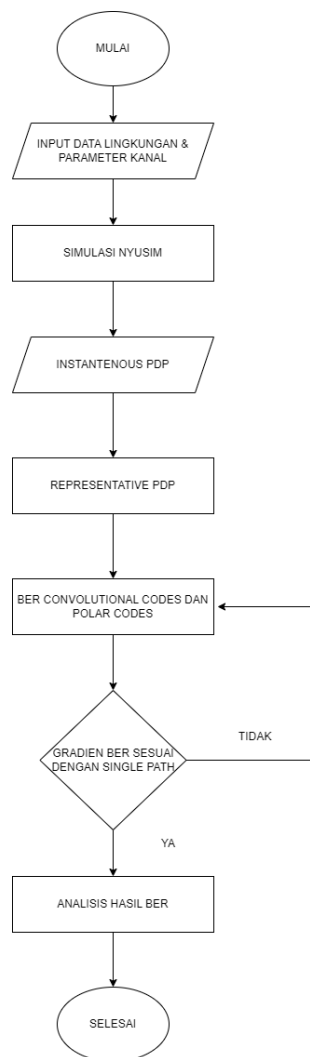 MULAI
INPUT DATA LINGKUNGAN &
PARAMETER KANAL
SIMULASI NYUSIM
INSTANTENOUS PDP
REPRESENTATIVE PDP
BER CONVOLUTIONAL CODES DAN
POLAR CODES
GRADIEN BER SESUAI
DENGAN SINGLE PATH
TIDAK
YA
ANALISIS HASIL BER
SELESAI